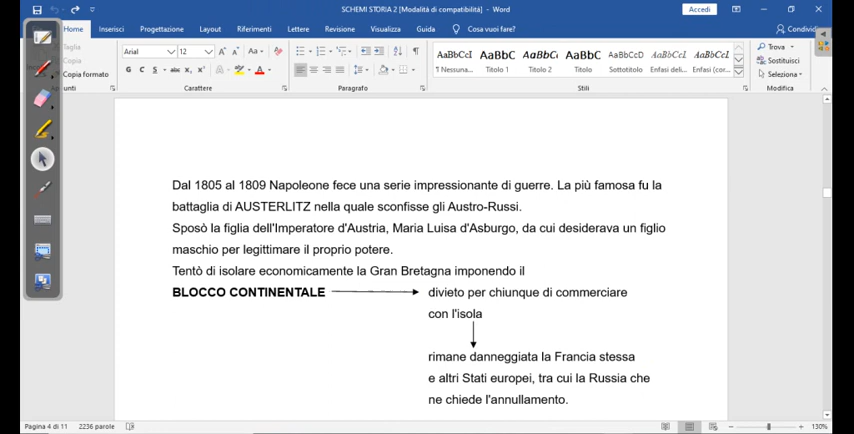 SCHEMI STORIA 2 [Modalità di compatibilità] - Word
Accedi
Home Inserisci Progettazione Layout Riferimenti Lettere Revisione Visualizza Guida Cosa vuoi fare? Condividi
Taglia
Copia
Copia formato
Arial 12
Aa
G C S abc x₂ x²
A A
AaBbCcI AaBbC AaBbCc AaBbC AaBbCcD AaBbCcI AaBbCcI
¶ Nessuna... Titolo 1 Titolo 2 Titolo Sottotitolo Enfasi deli... Enfasi (cor...
Trova
Sostituisci
Seleziona
unti Carattere Paragrafo Stili Modifica
Dal 1805 al 1809 Napoleone fece una serie impressionante di guerre. La più famosa fu la
battaglia di AUSTERLITZ nella quale sconfisse gli Austro-Russi.
Sposò la figlia dell'Imperatore d'Austria, Maria Luisa d'Asburgo, da cui desiderava un figlio
maschio per legittimare il proprio potere.
Tentò di isolare economicamente la Gran Bretagna imponendo il
BLOCCO CONTINENTALE divieto per chiunque di commerciare
con l'isola
rimane danneggiata la Francia stessa
e altri Stati europei, tra cui la Russia che
ne chiede l'annullamento.
Pagina 4 di 11 2236 parole 130%